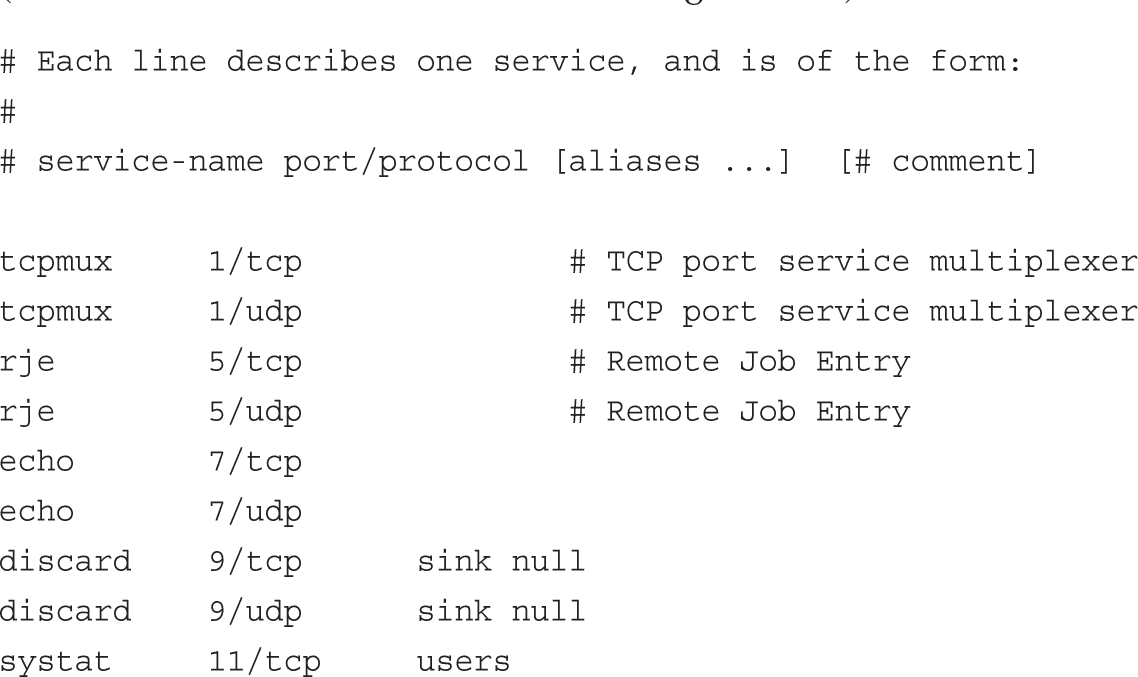 # Each line describes one service, and is of the form:
#
# service-name port/protocol [aliases ...] [# comment]
tcpmux 1/tcp # TCP port service multiplexer
tcpmux 1/udp # TCP port service multiplexer
rje 5/tcp # Remote Job Entry
rje 5/udp # Remote Job Entry
echo 7/tcp
echo 7/udp
discard 9/tcp sink null
discard 9/udp sink null
systat 11/tcp users